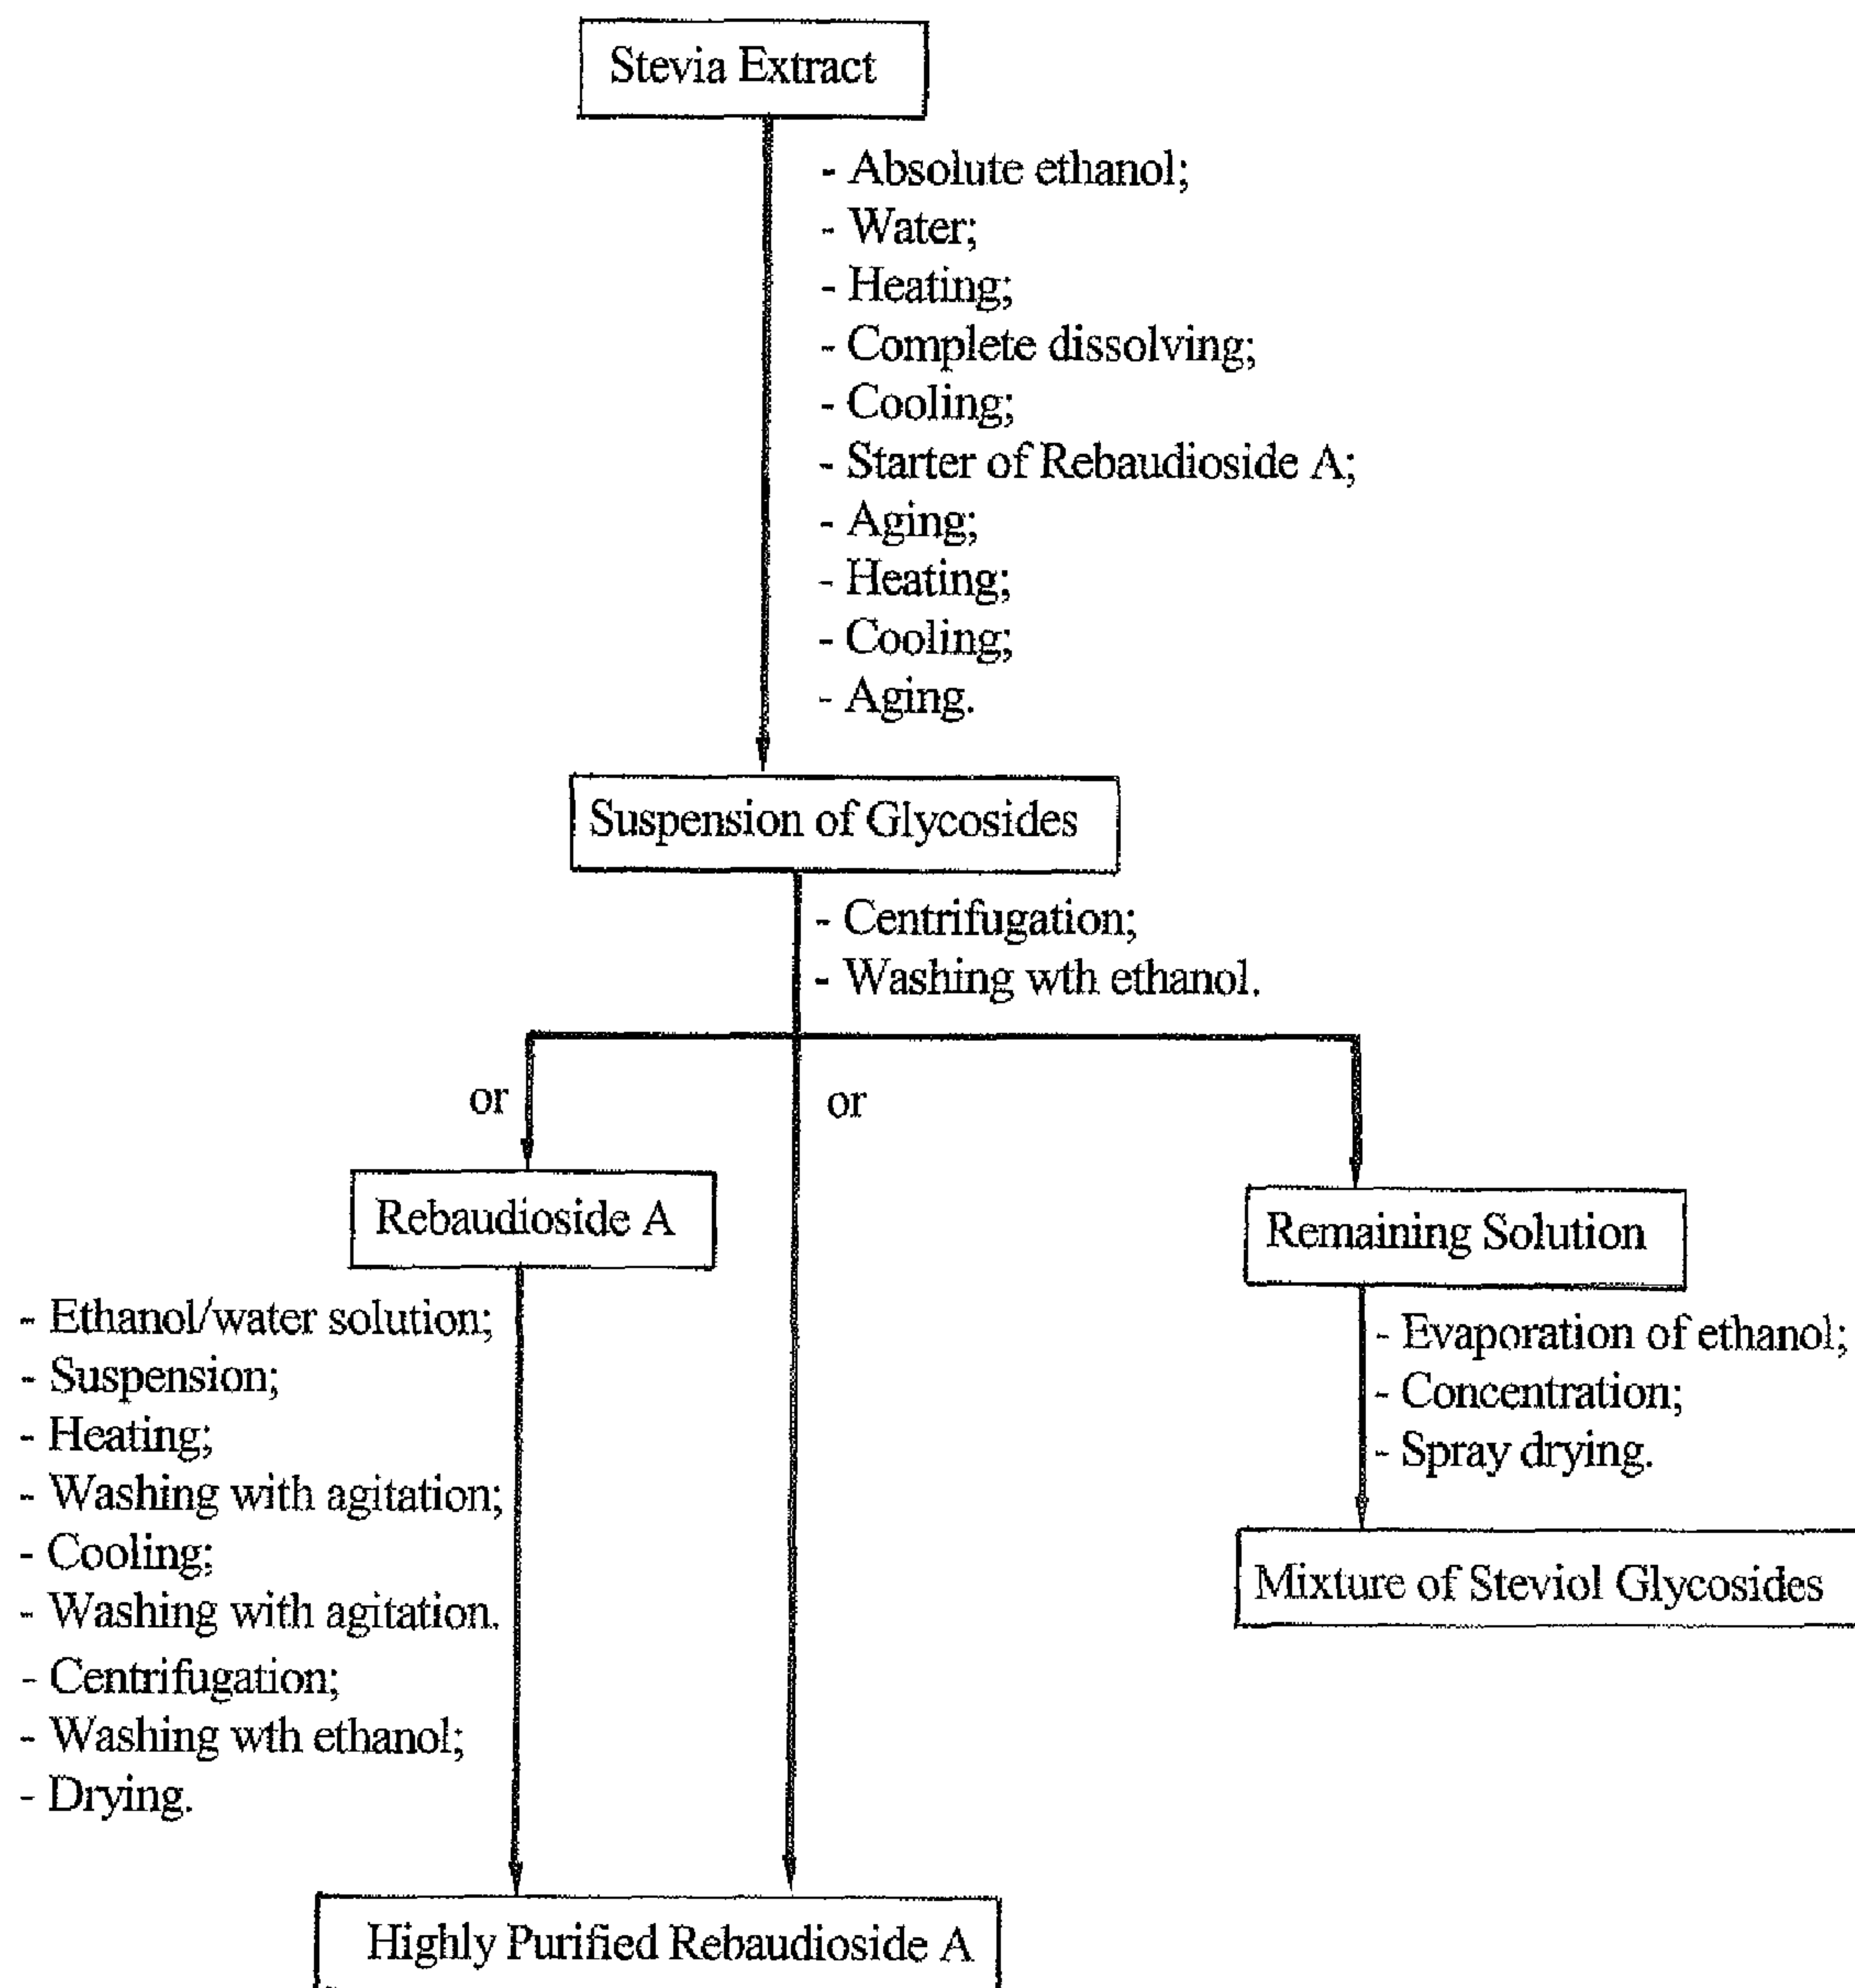 Stevia Extract
- Absolute ethanol;
- Water;
- Heating;
- Complete dissolving;
- Cooling;
- Starter of Rebaudioside A;
- Aging;
- Heating;
- Cooling;
- Aging.
Suspension of Glycosides
- Centrifugation;
- Washing wth ethanol.
or
or
Rebaudioside A
- Ethanol/water solution;
- Suspension;
- Heating;
- Washing with agitation;
- Cooling;
- Washing with agitation.
- Centrifugation;
- Washing wth ethanol;
- Drying.
Remaining Solution
- Evaporation of ethanol;
- Concentration;
- Spray drying.
Mixture of Steviol Glycosides
Highly Purified Rebaudioside A